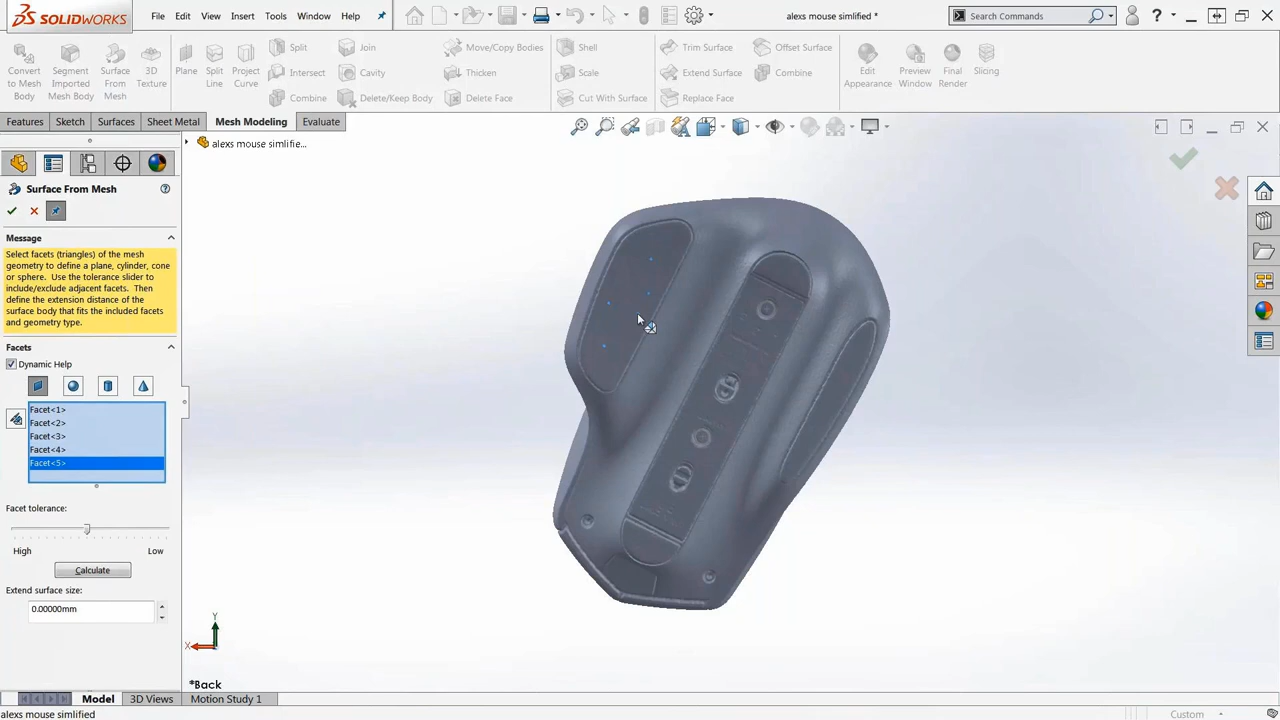 SOLIDWORKS
File
Edit
View
Insert
Tools
Window
Help
alexs mouse simlified *
Search Commands
?
Convert to Mesh Body
Segment Imported Mesh Body
Surface From Mesh
3D Texture
Plane
Split Line
Project Curve
Split
Intersect
Combine
Join
Cavity
Delete/Keep Body
Move/Copy Bodies
Thicken
Delete Face
Shell
Scale
Cut With Surface
Trim Surface
Extend Surface
Replace Face
Offset Surface
Combine
Edit Appearance
Preview Window
Final Render
Slicing
Features
Sketch
Surfaces
Sheet Metal
Mesh Modeling
Evaluate
alexs mouse simlifie...
Surface From Mesh
Message
Select facets (triangles) of the mesh
geometry to define a plane, cylinder, cone
or sphere. Use the tolerance slider to
include/exclude adjacent facets. Then
define the extension distance of the
surface body that fits the included facets
and geometry type.
Facets
Dynamic Help
Facet<1>
Facet<2>
Facet<3>
Facet<4>
Facet<5>
Facet tolerance:
High
Low
Calculate
Extend surface size:
0.00000mm
Y
X
*Back
Model
3D Views
Motion Study 1
alexs mouse simlified
Custom